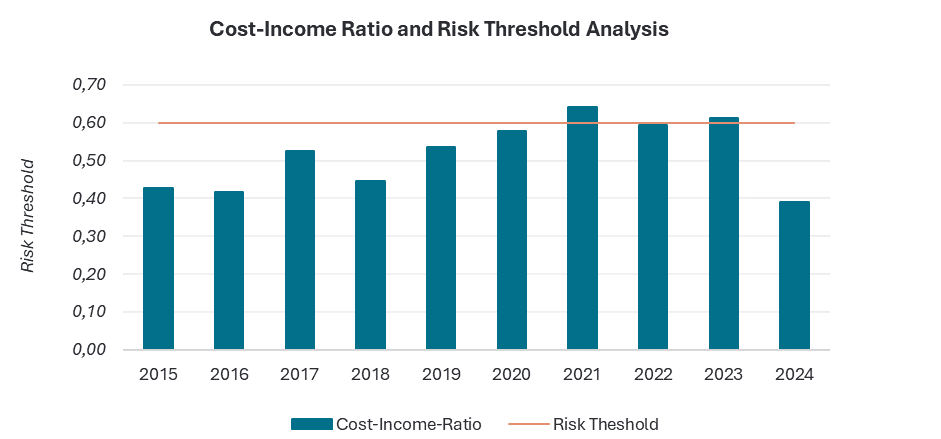 Cost-Income Ratio and Risk Threshold Analysis
Risk Threshold
0,70
0,60
0,50
0,40
0,30
0,20
0,10
0,00
2015 2016 2017 2018 2019 2020 2021 2022 2023 2024
Cost-Income-Ratio Risk Theshold